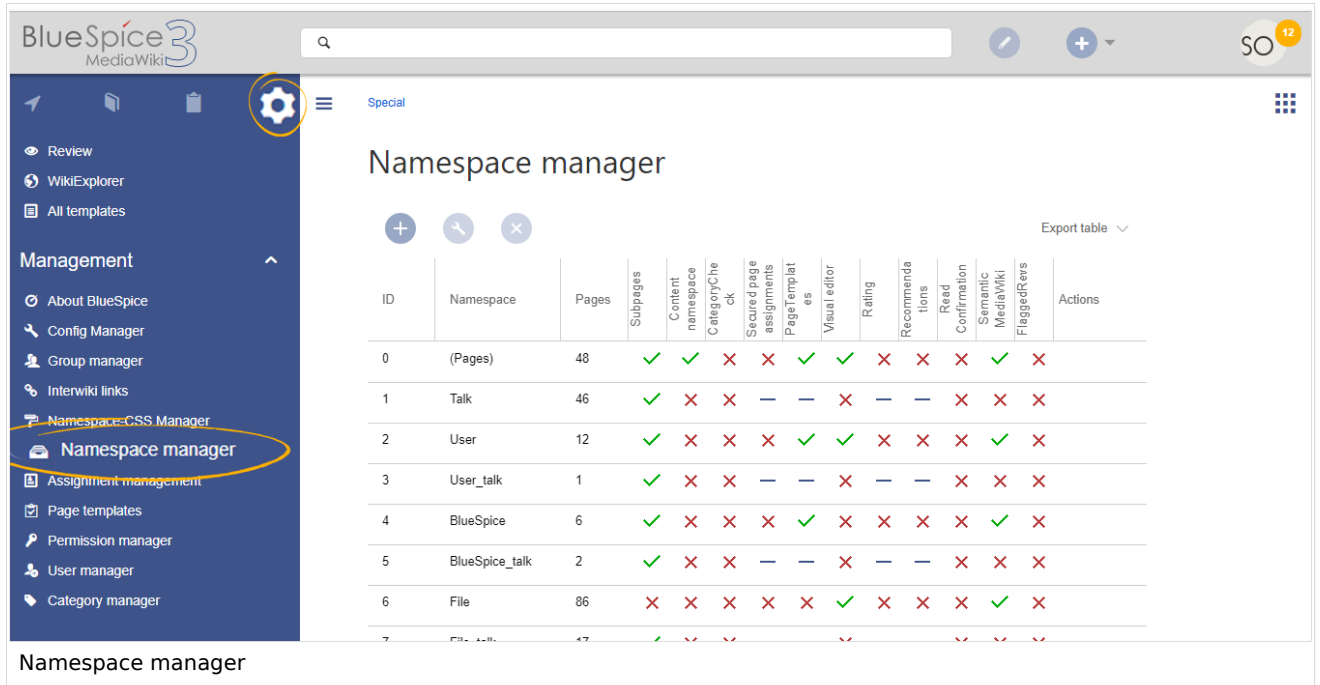 BlueSpice 3
MediaWiki
SO
12
Special
Review
WikiExplorer
All templates
Management
About BlueSpice
Config Manager
Group manager
Interwiki links
Namespace-CSS Manager
Namespace manager
Assignment management
Page templates
Permission manager
User manager
Category manager
Namespace manager
Export table
ID Namespace Pages Subpages Content namespace CategoryCheck Secured page assignments PageTemplates Visual editor Rating Recommendations Read Confirmation Semantic MediaWiki FlaggedRevs Actions
0 (Pages) 48
1 Talk 46
2 User 12
3 User_talk 1
4 BlueSpice 6
5 BlueSpice_talk 2
6 File 86
7 File_talk 17
Namespace manager